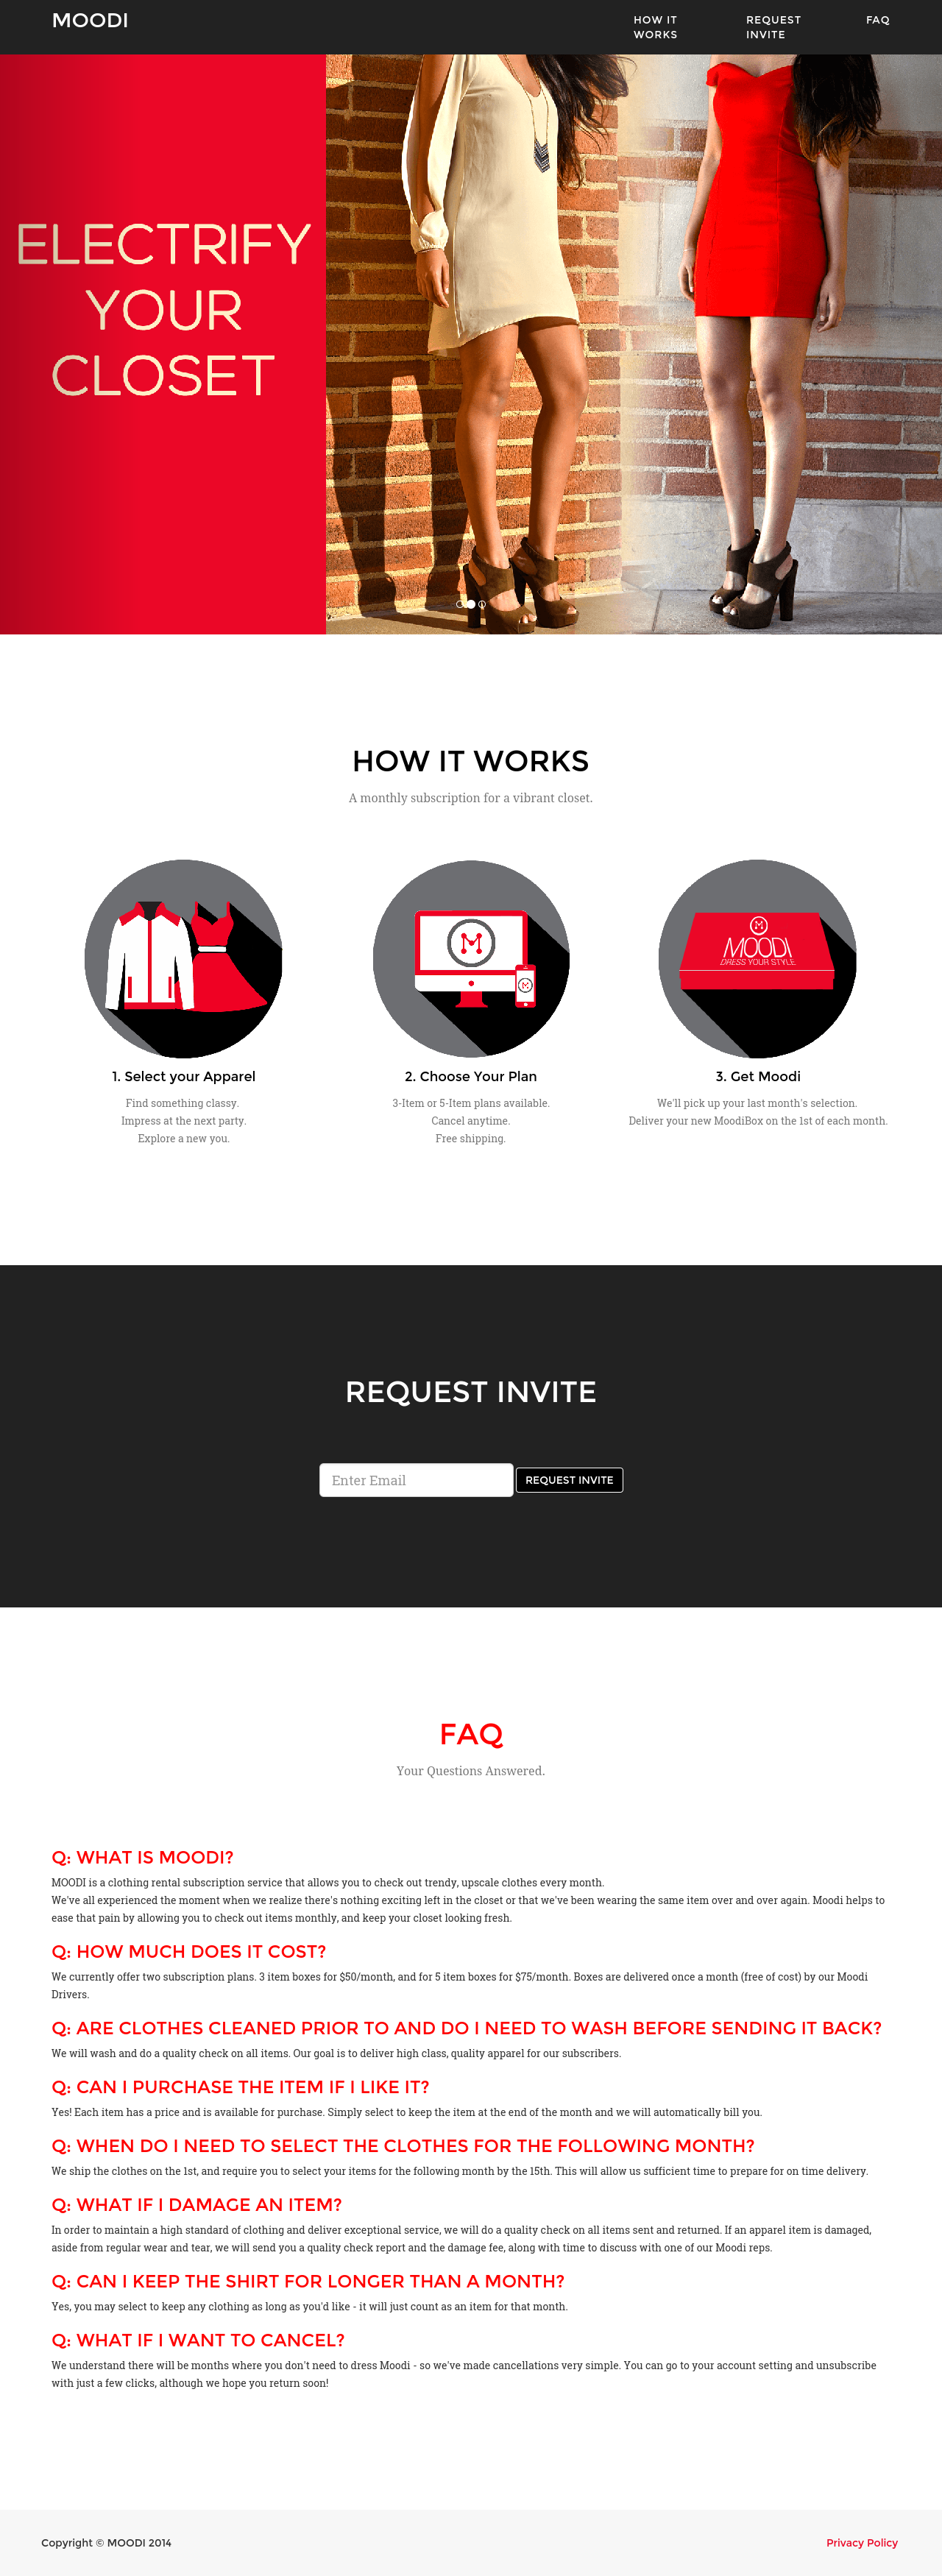 MOODI
HOW IT
WORKS
REQUEST
INVITE
FAQ
ELECTRIFY
YOUR
CLOSET
HOW IT WORKS
A monthly subscription for a vibrant closet.
MOODI
DRESS YOUR STYLE
1. Select your Apparel
Find something classy.
Impress at the next party.
Explore a new you.
2. Choose Your Plan
3-Item or 5-Item plans available.
Cancel anytime.
Free shipping.
3. Get Moodi
We'll pick up your last month's selection.
Deliver your new MoodiBox on the 1st of each month.
REQUEST INVITE
Enter Email
REQUEST INVITE
FAQ
Your Questions Answered.
Q: WHAT IS MOODI?
MOODI is a clothing rental subscription service that allows you to check out trendy, upscale clothes every month.
We've all experienced the moment when we realize there's nothing exciting left in the closet or that we've been wearing the same item over and over again. Moodi helps to
ease that pain by allowing you to check out items monthly, and keep your closet looking fresh.
Q: HOW MUCH DOES IT COST?
We currently offer two subscription plans. 3 item boxes for $50/month, and for 5 item boxes for $75/month. Boxes are delivered once a month (free of cost) by our Moodi
Drivers.
Q: ARE CLOTHES CLEANED PRIOR TO AND DO I NEED TO WASH BEFORE SENDING IT BACK?
We will wash and do a quality check on all items. Our goal is to deliver high class, quality apparel for our subscribers.
Q: CAN I PURCHASE THE ITEM IF I LIKE IT?
Yes! Each item has a price and is available for purchase. Simply select to keep the item at the end of the month and we will automatically bill you.
Q: WHEN DO I NEED TO SELECT THE CLOTHES FOR THE FOLLOWING MONTH?
We ship the clothes on the 1st, and require you to select your items for the following month by the 15th. This will allow us sufficient time to prepare for on time delivery.
Q: WHAT IF I DAMAGE AN ITEM?
In order to maintain a high standard of clothing and deliver exceptional service, we will do a quality check on all items sent and returned. If an apparel item is damaged,
aside from regular wear and tear, we will send you a quality check report and the damage fee, along with time to discuss with one of our Moodi reps.
Q: CAN I KEEP THE SHIRT FOR LONGER THAN A MONTH?
Yes, you may select to keep any clothing as long as you'd like - it will just count as an item for that month.
Q: WHAT IF I WANT TO CANCEL?
We understand there will be months where you don't need to dress Moodi - so we've made cancellations very simple. You can go to your account setting and unsubscribe
with just a few clicks, although we hope you return soon!
Copyright © MOODI 2014
Privacy Policy